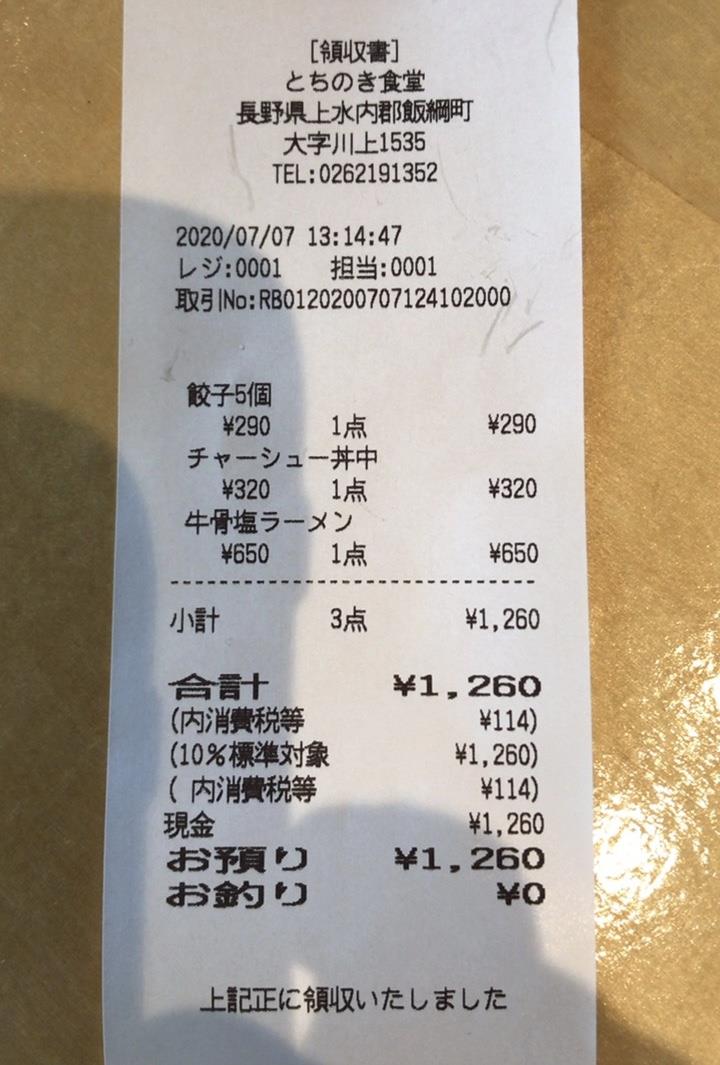 [領収書]
とちのき食堂
長野県上水内郡飯綱町
大字川上1535
TEL:0262191352
2020/07/07 13:14:47
レジ:0001 担当:0001
取引No:RB0120200707124102000
餃子5個
¥290 1点 ¥290
チャーシュー丼中
¥320 1点 ¥320
牛骨塩ラーメン
¥650 1点 ¥650
小計 3点 ¥1,260
合計 ¥1,260
(内消費税等 ¥114)
(10%標準対象 ¥1,260)
( 内消費税等 ¥114)
現金 ¥1,260
お預り ¥1,260
お釣り ¥0
上記正に領収いたしました